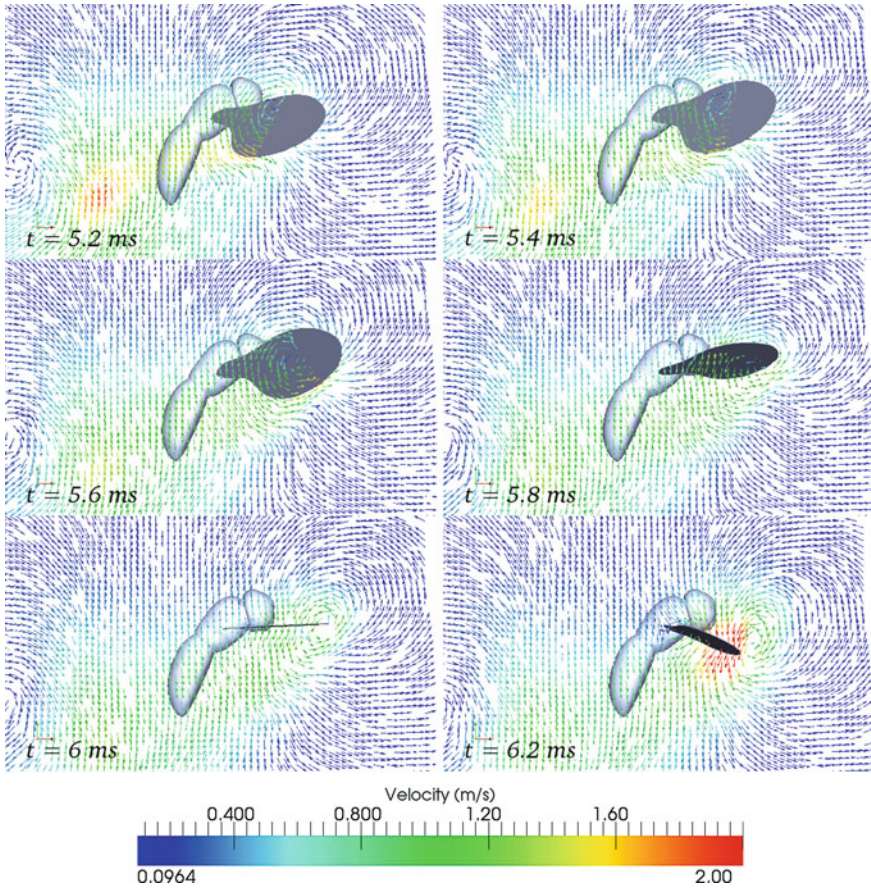 t = 5.2 ms
t = 5.4 ms
t = 5.6 ms
t = 5.8 ms
t = 6 ms
t = 6.2 ms
Velocity (m/s)
0.400 0.800 1.20 1.60
0.0964 2.00